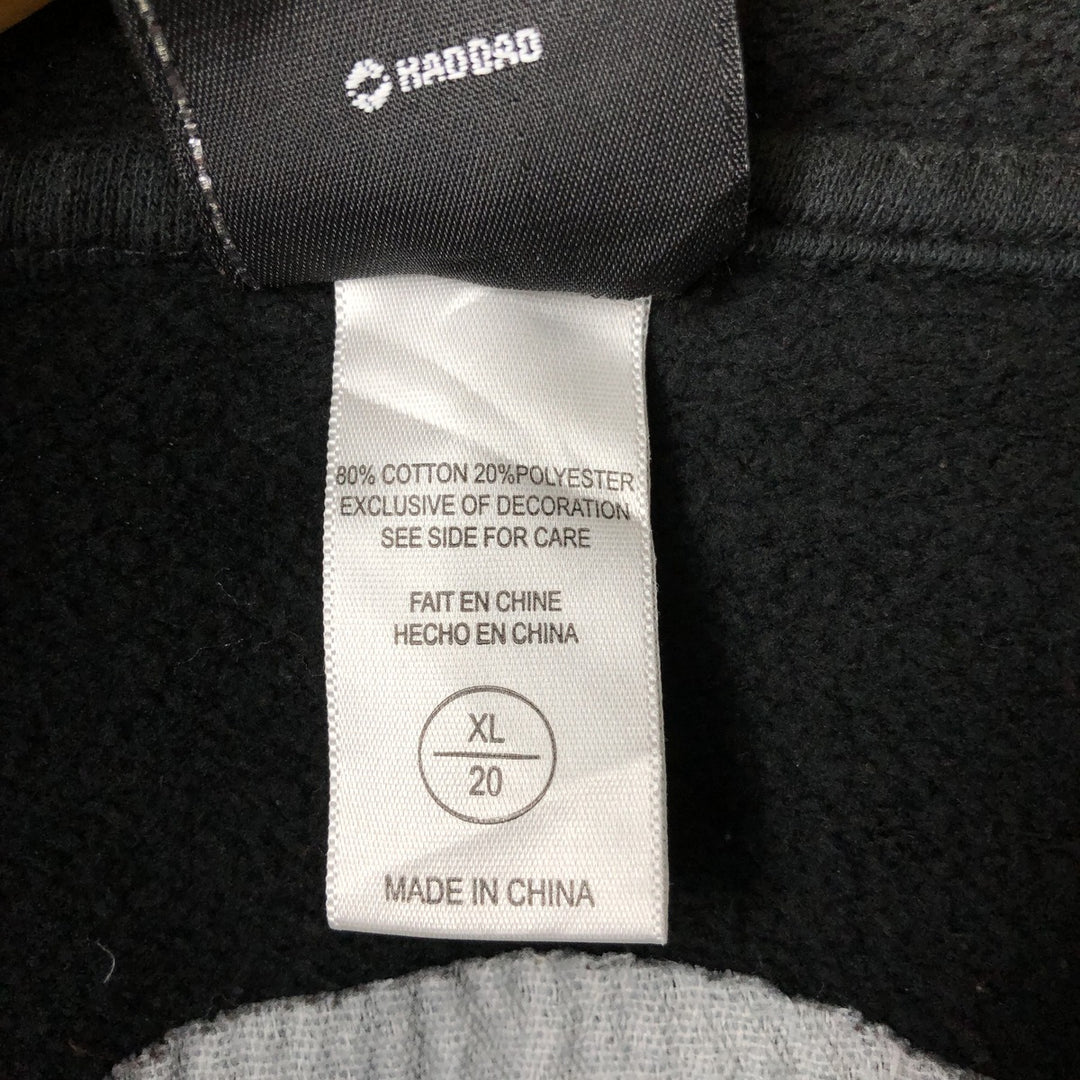 HADDAD
80% COTTON 20%POLYESTER
EXCLUSIVE OF DECORATION
SEE SIDE FOR CARE
FAIT EN CHINE
HECHO EN CHINA
XL
20
MADE IN CHINA